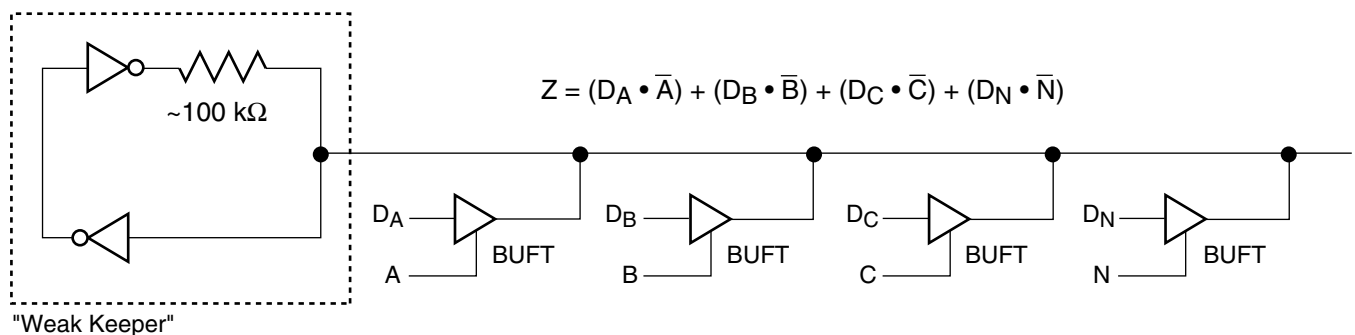 ~100 kΩ
Z = (D_A • A̅) + (D_B • B̅) + (D_C • C̅) + (D_N • N̅)
D_A
A
BUFT
D_B
B
BUFT
D_C
C
BUFT
D_N
N
BUFT
"Weak Keeper"